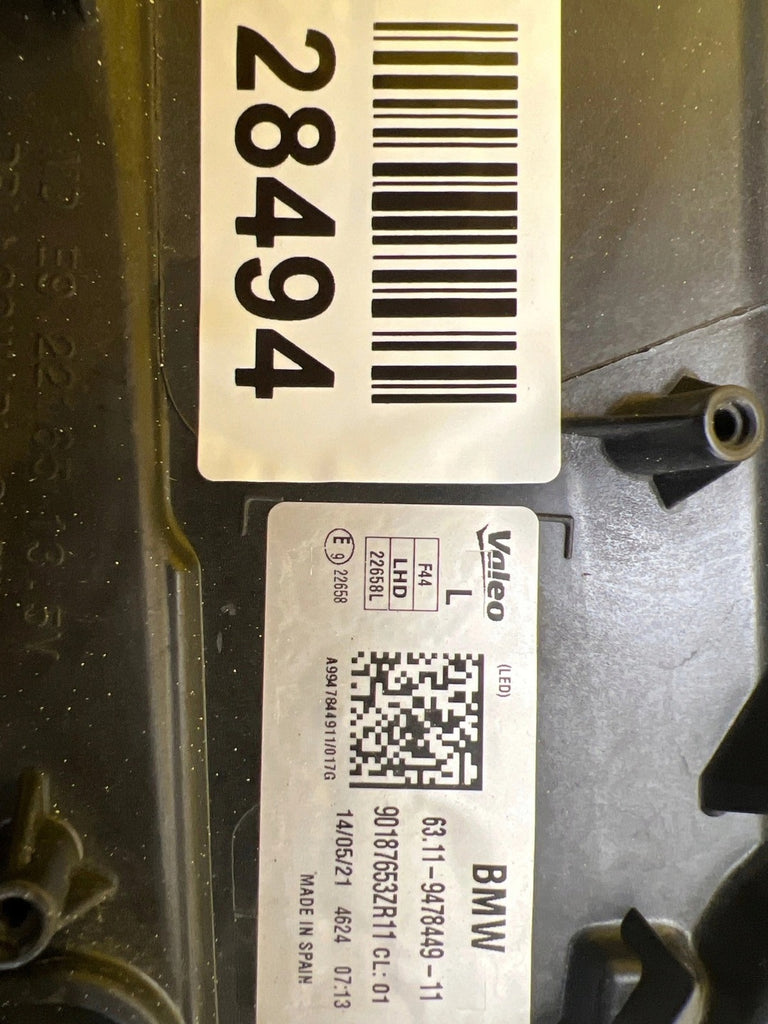 28494
Valeo
(LED)
BMW
L
F44
LHD
22658L
E 9 22658
63.11-9478449-11
90187653ZR11 CL: 01
14/05/21 4624 07:13
A9947844911/017G
MADE IN SPAIN